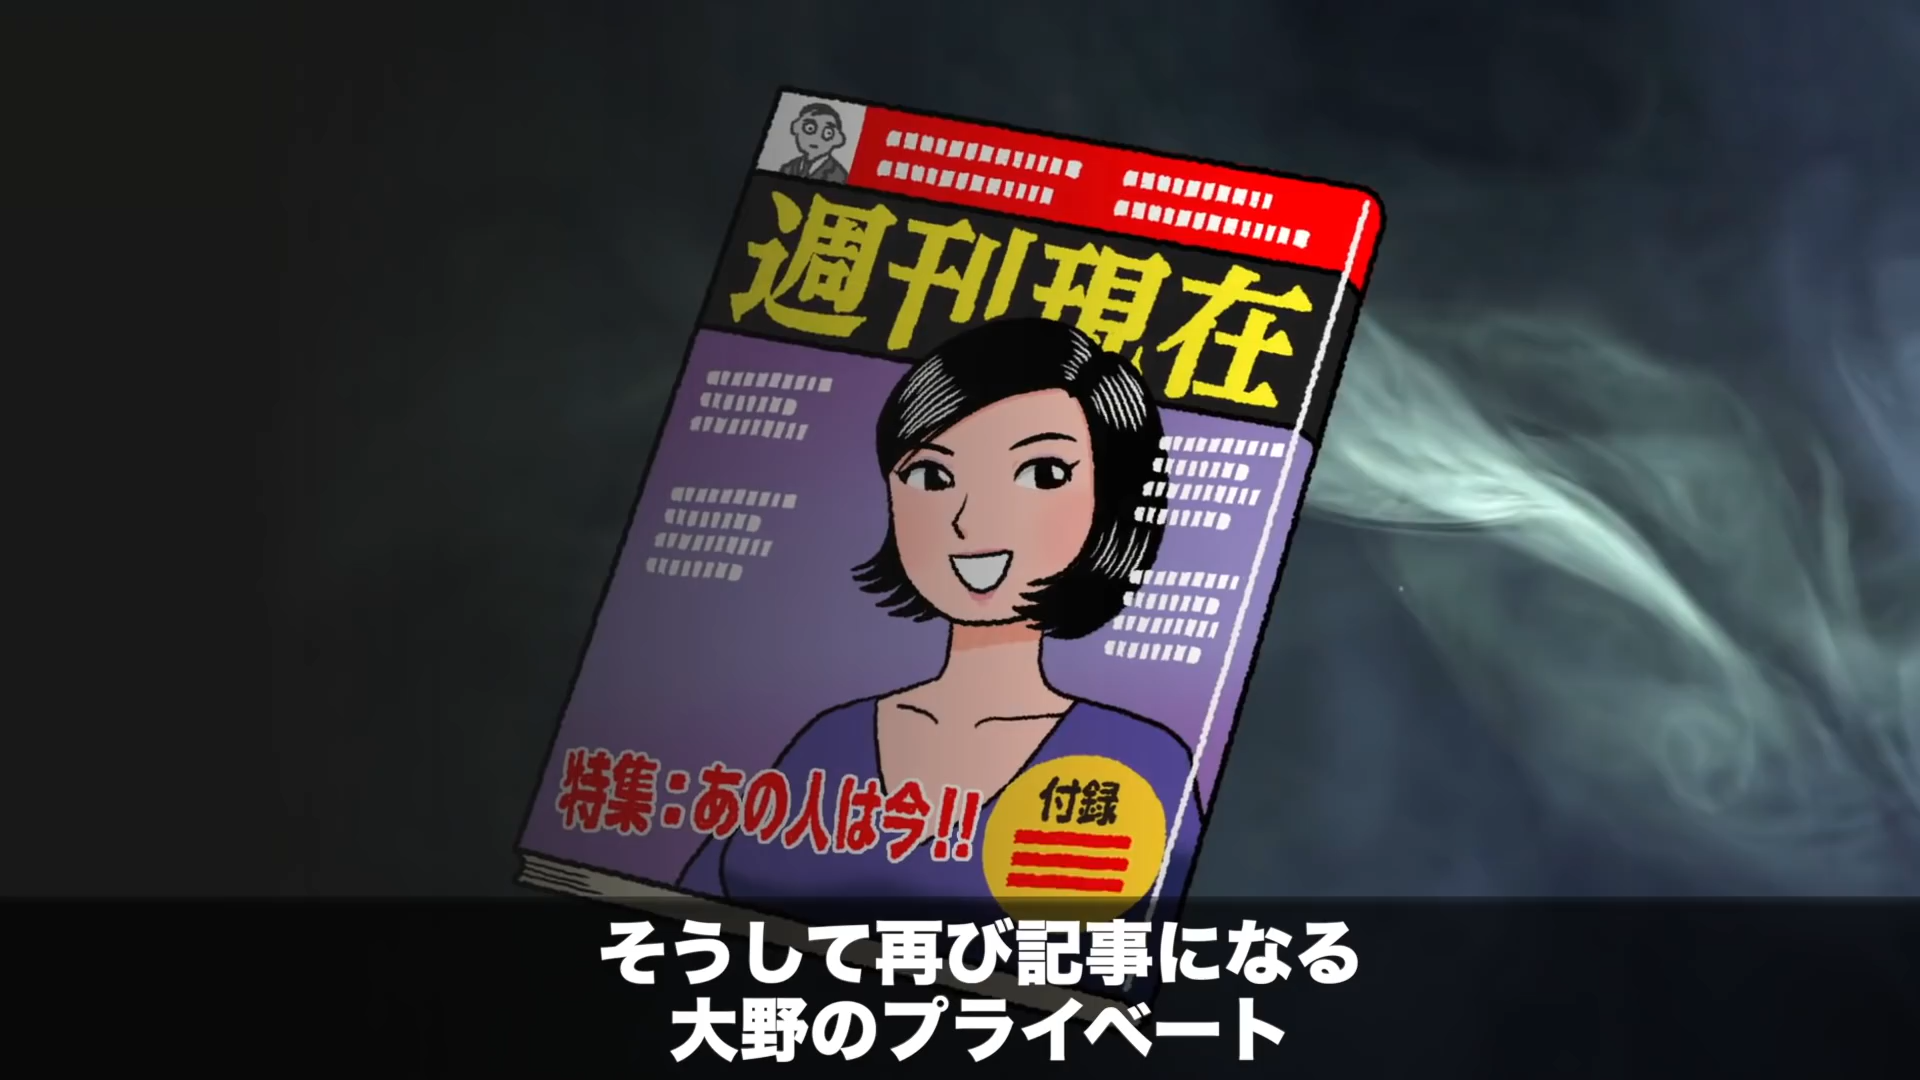 週刊現在
特集:あの人は今!!
付録
そうして再び記事になる
大野のプライベート